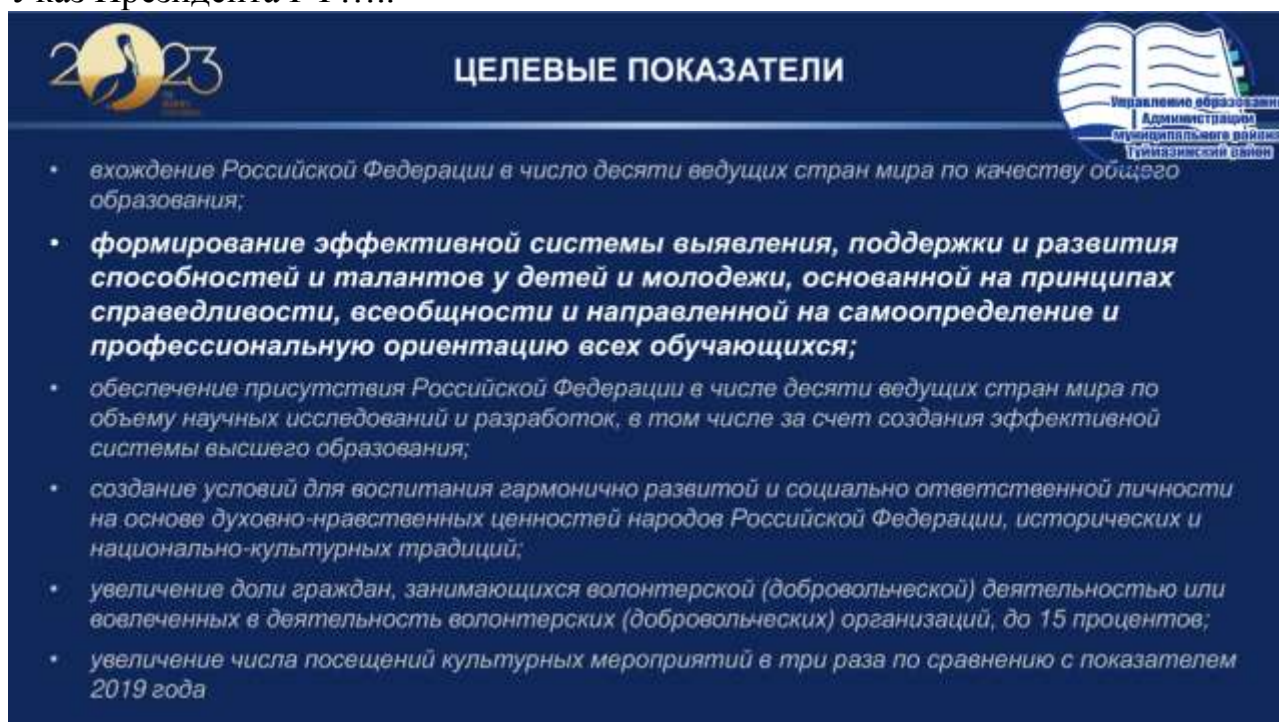 Указ Президента РФ.....
2023
ЦЕЛЕВЫЕ ПОКАЗАТЕЛИ
Управление образования
Администрации
муниципального района
Туймазинский район
• вхождение Российской Федерации в число десяти ведущих стран мира по качеству общего
образования;
• формирование эффективной системы выявления, поддержки и развития
способностей и талантов у детей и молодежи, основанной на принципах
справедливости, всеобщности и направленной на самоопределение и
профессиональную ориентацию всех обучающихся;
• обеспечение присутствия Российской Федерации в числе десяти ведущих стран мира по
объему научных исследований и разработок, в том числе за счет создания эффективной
системы высшего образования;
• создание условий для воспитания гармонично развитой и социально ответственной личности
на основе духовно-нравственных ценностей народов Российской Федерации, исторических и
национально-культурных традиций;
• увеличение доли граждан, занимающихся волонтерской (добровольческой) деятельностью или
вовлеченных в деятельность волонтерских (добровольческих) организаций, до 15 процентов;
• увеличение числа посещений культурных мероприятий в три раза по сравнению с показателем
2019 года